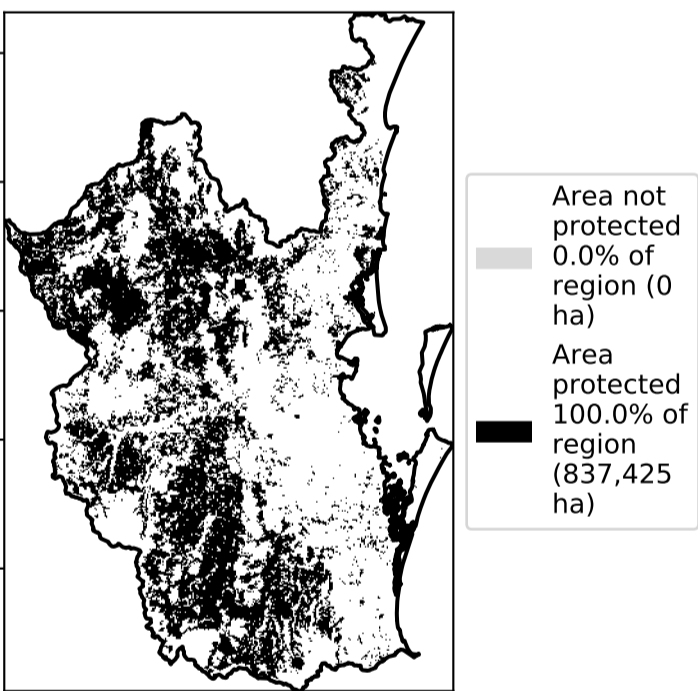 Area not
protected
0.0% of
region (0
ha)
Area
protected
100.0% of
region
(837,425
ha)